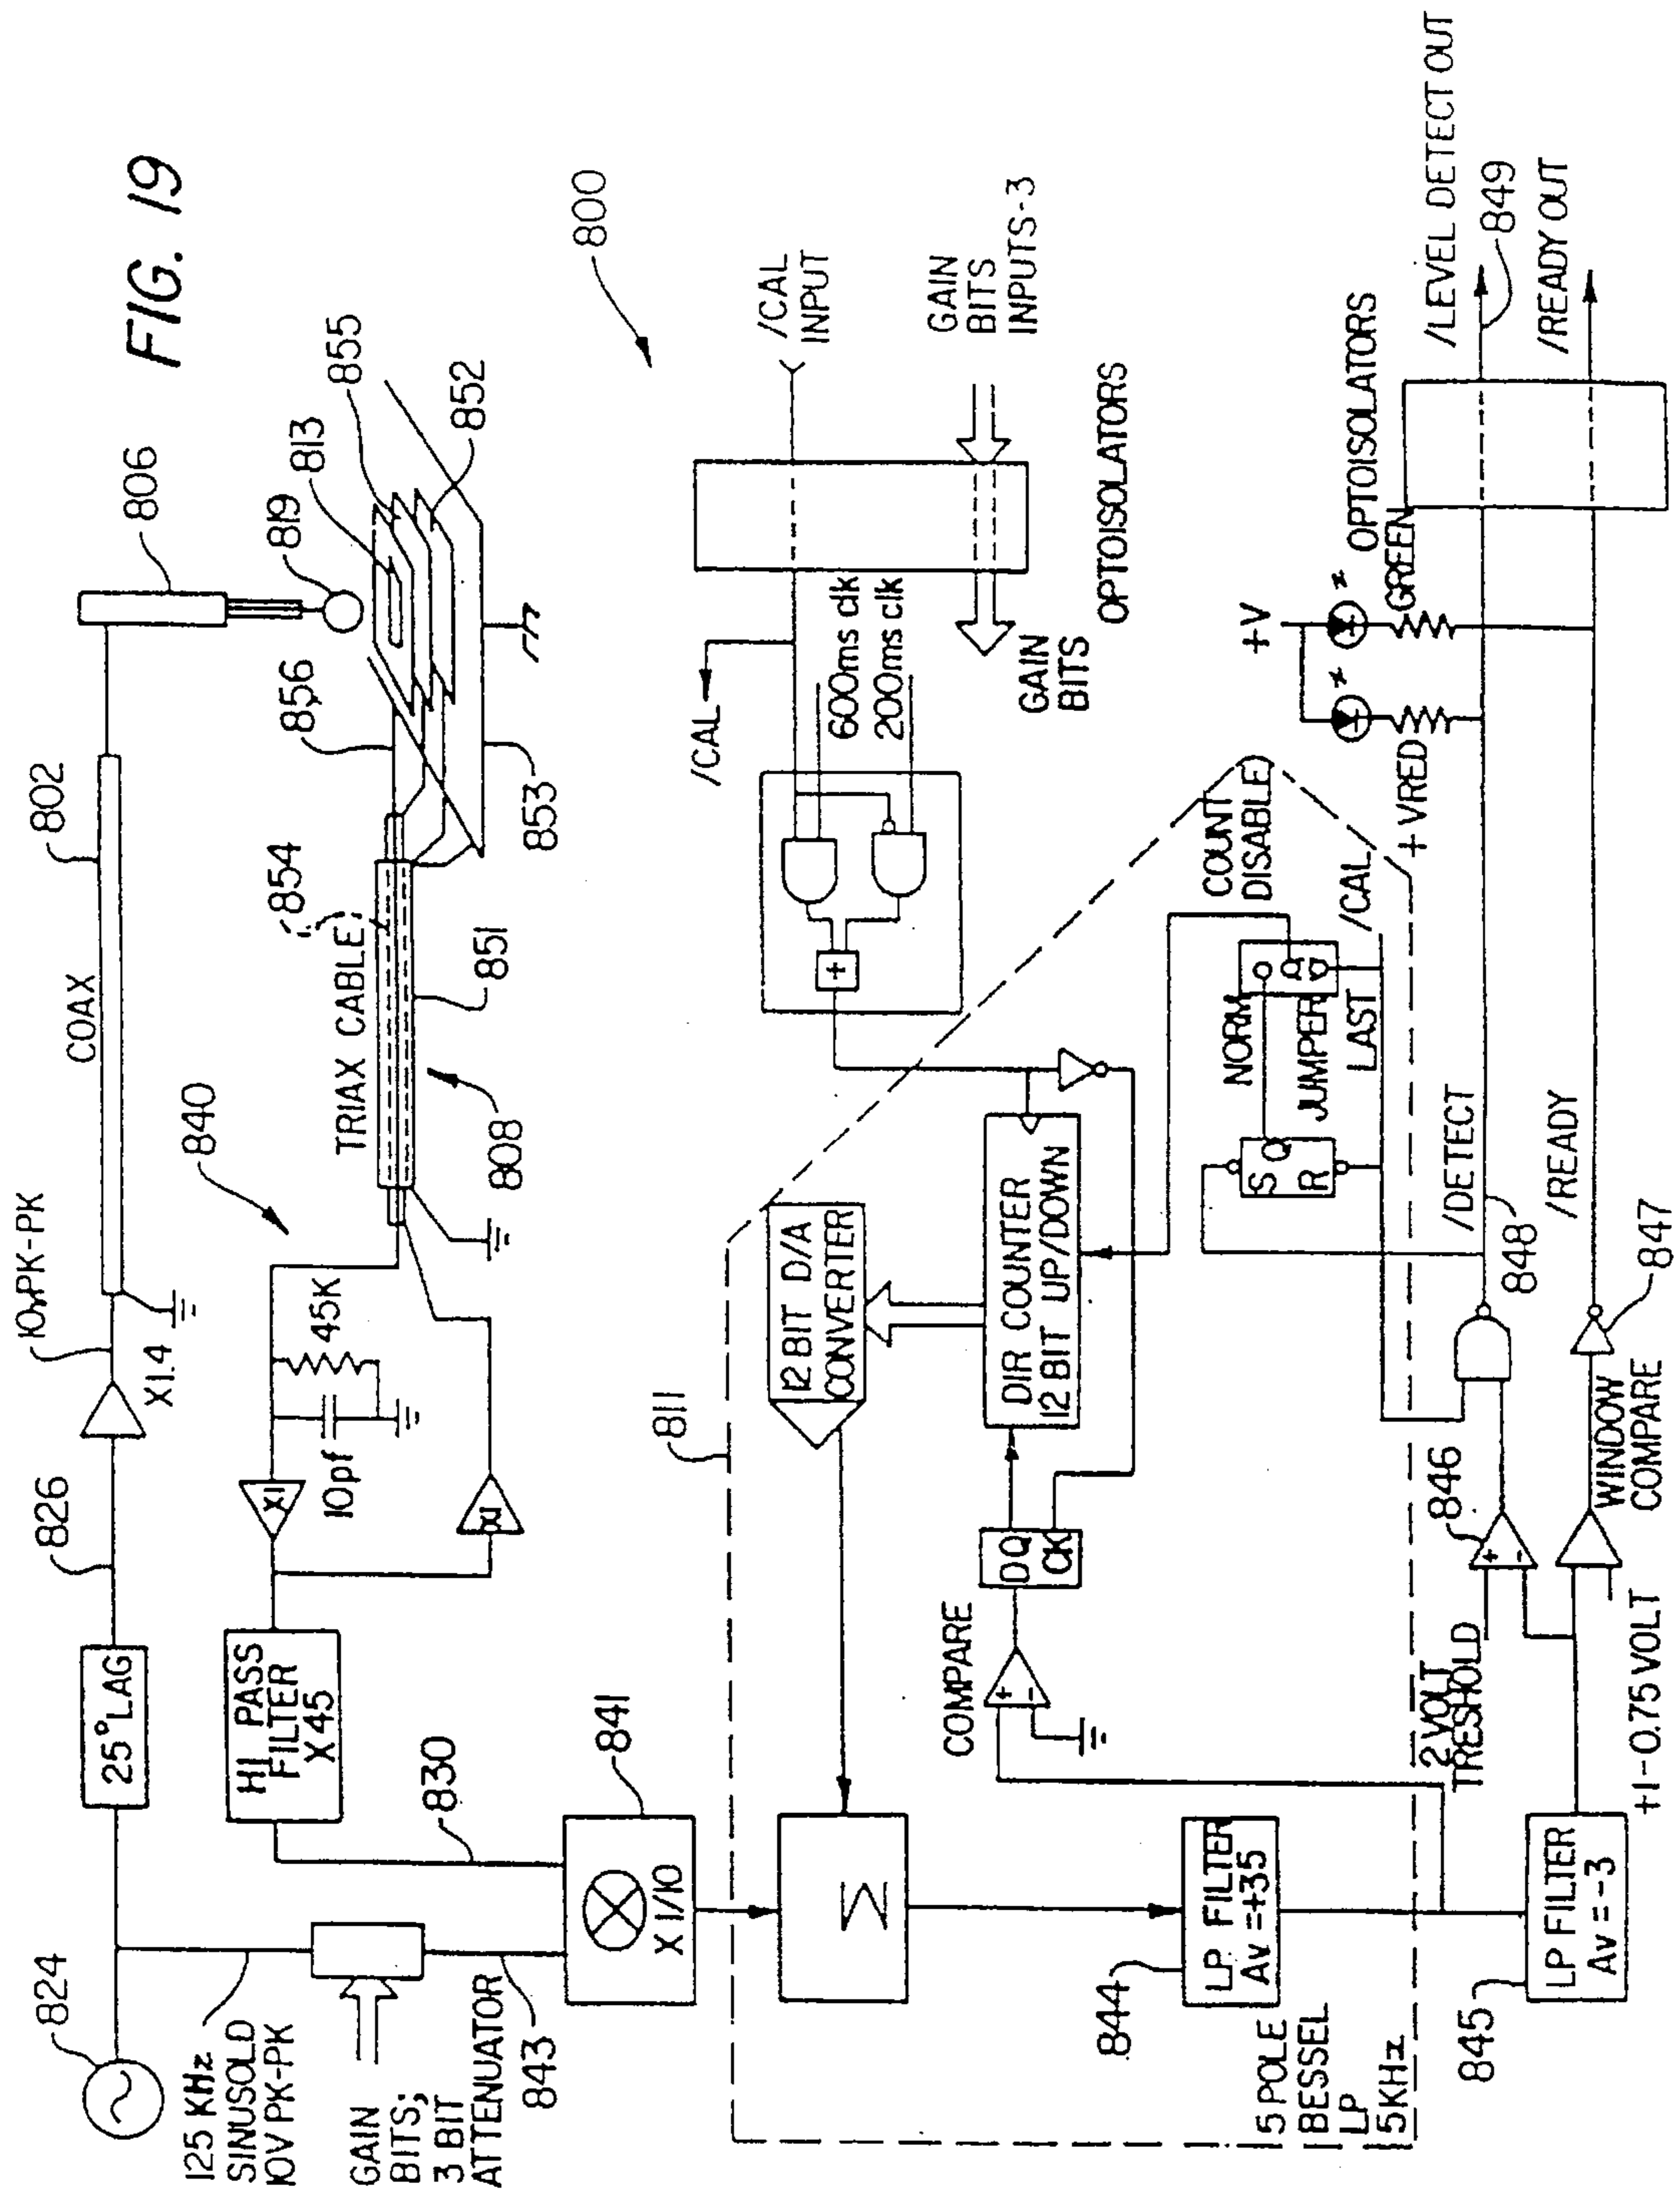 FIG. 19
800
824
125 KHz
SINUSOLD
10V PK-PK
25° LAG
826
X1.4
10v PK-PK
COAX
802
806
819
813
855
852
856
853
854
TRIAX CABLE
851
808
840
45K
10pf
X1
X1
HI PASS
FILTER
X 45
830
841
X 1/10
GAIN
BITS;
3 BIT
ATTENUATOR
843
/CAL
INPUT
GAIN
BITS
INPUTS-3
OPTOISOLATORS
/CAL
600ms clk
200ms clk
GAIN
BITS
+
811
12 BIT D/A
CONVERTER
DIR COUNTER
12 BIT UP/DOWN
COUNT
DISABLE
NORM
JUMPER
LAST
/CAL
S
Q
R
COMPARE
+
-
D Q
CK
Σ
LP FILTER
Av = +35
844
5 POLE
BESSEL
LP
5KHz
LP FILTER
Av = -3
845
2 VOLT
TRESHOLD
+
-
846
+1-0.75 VOLT
WINDOW
COMPARE
847
848
/DETECT
/READY
+ VRED
+V
GREEN
OPTOISOLATORS
/LEVEL DETECT OUT
849
/READY OUT